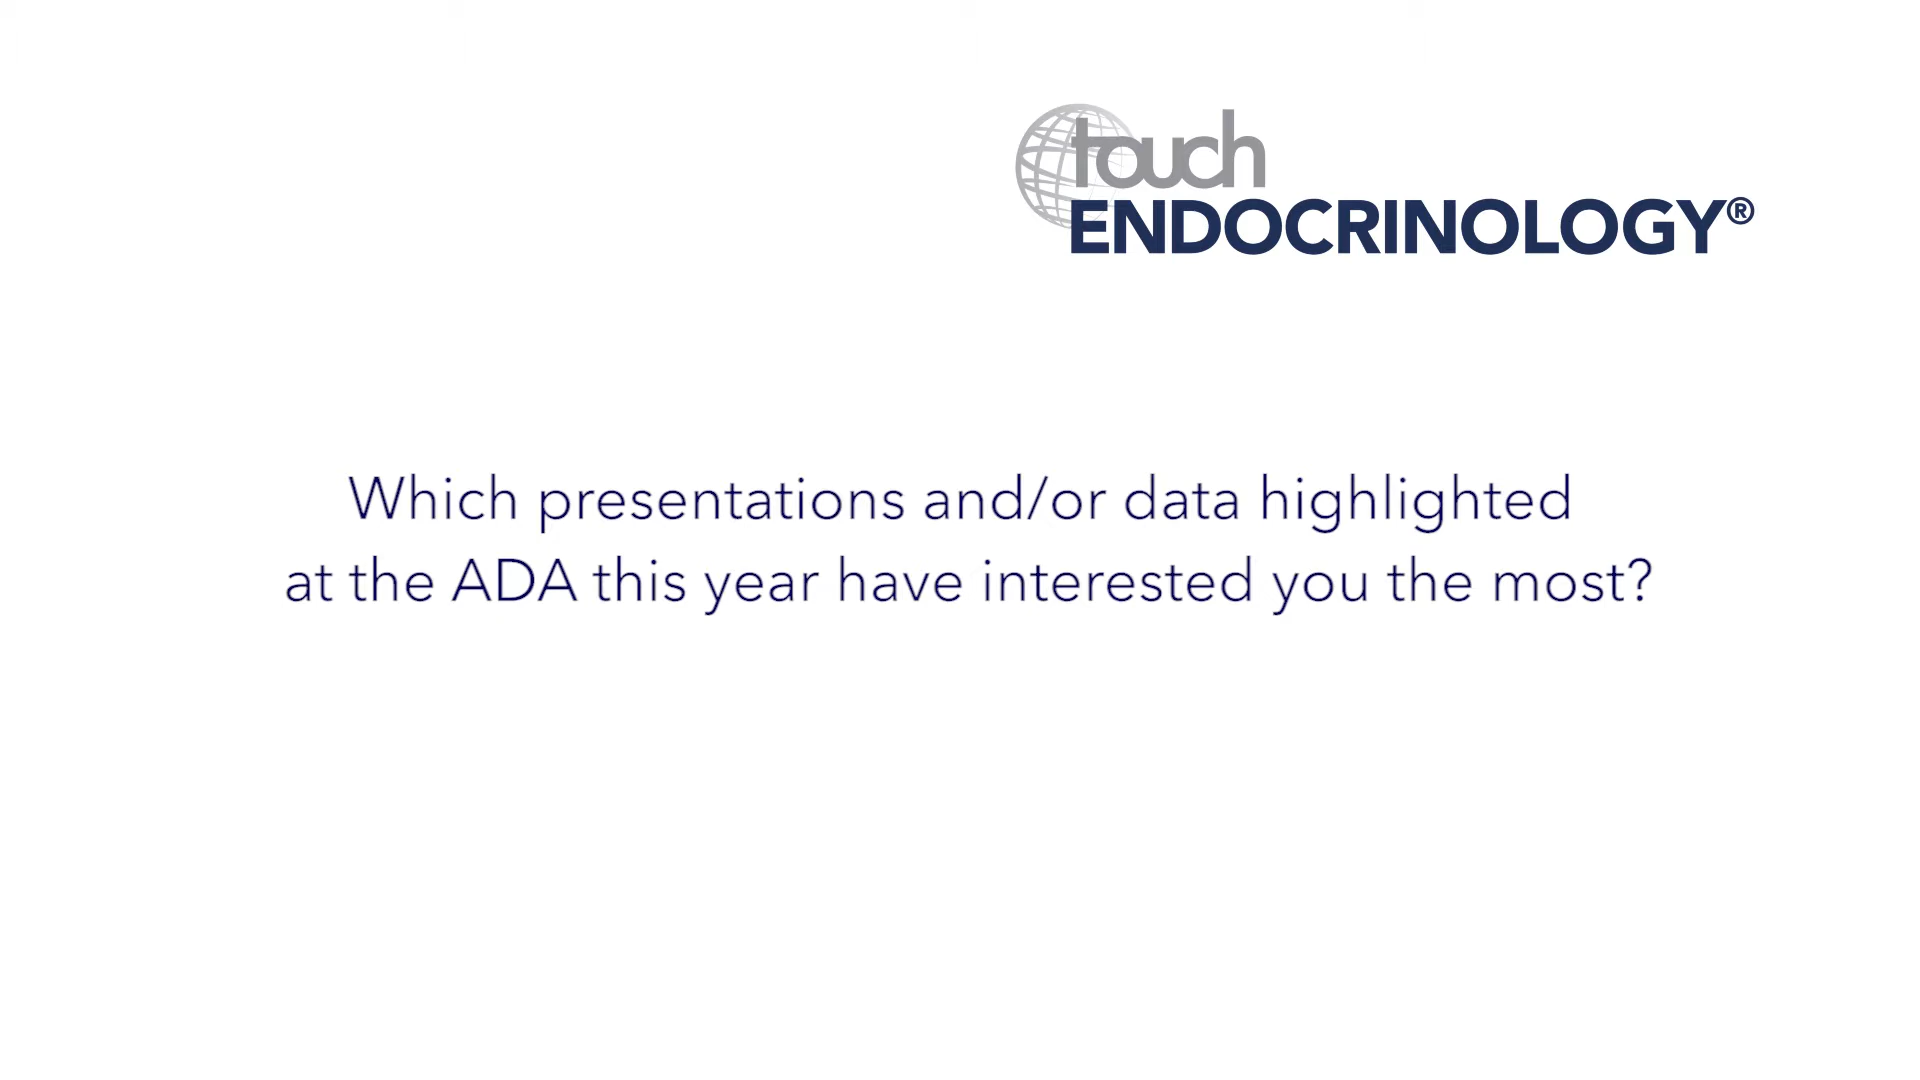 touch
ENDOCRINOLOGY®
Which presentations and/or data highlighted
at the ADA this year have interested you the most?